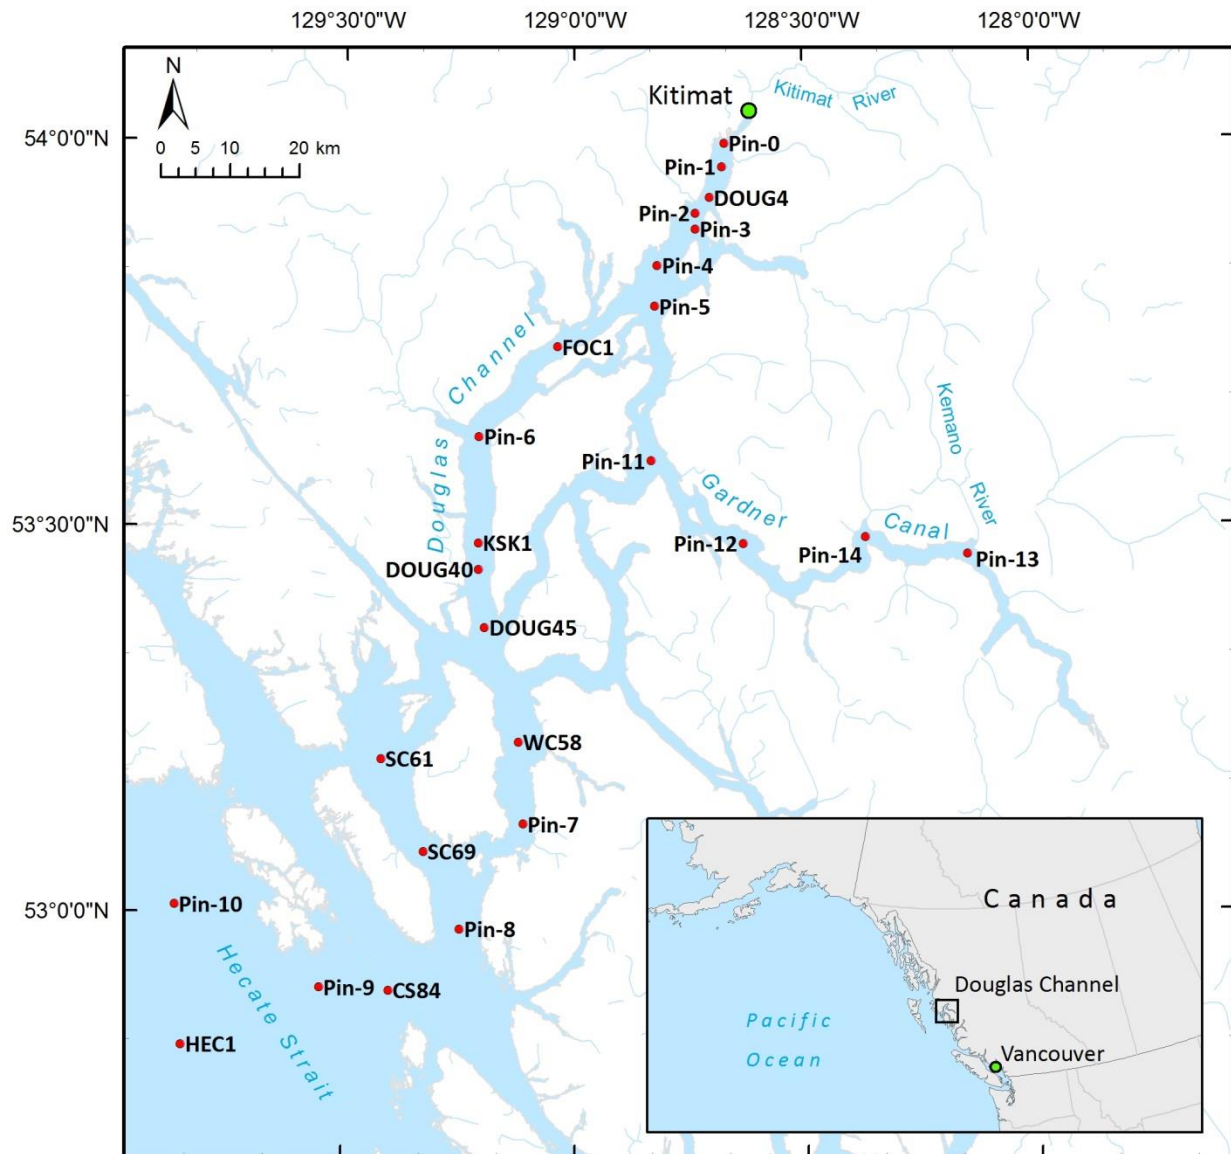 129°30'0"W 129°0'0"W 128°30'0"W 128°0'0"W
N
Kitimat
Kitimat River
54°0'0"N
0 5 10 20 km
Pin-0
Pin-1
DOUG4
Pin-2
Pin-3
Pin-4
Pin-5
Douglas Channel
FOC1
Kemano River
Pin-6
Pin-11
Gardner Canal
53°30'0"N
KSK1
Pin-12
Pin-14
Pin-13
DOUG40
DOUG45
WC58
SC61
Pin-7
SC69
53°0'0"N
Pin-10
Pin-8
Hecate Strait
Pin-9
CS84
HEC1
Canada
Douglas Channel
Pacific
Ocean
Vancouver